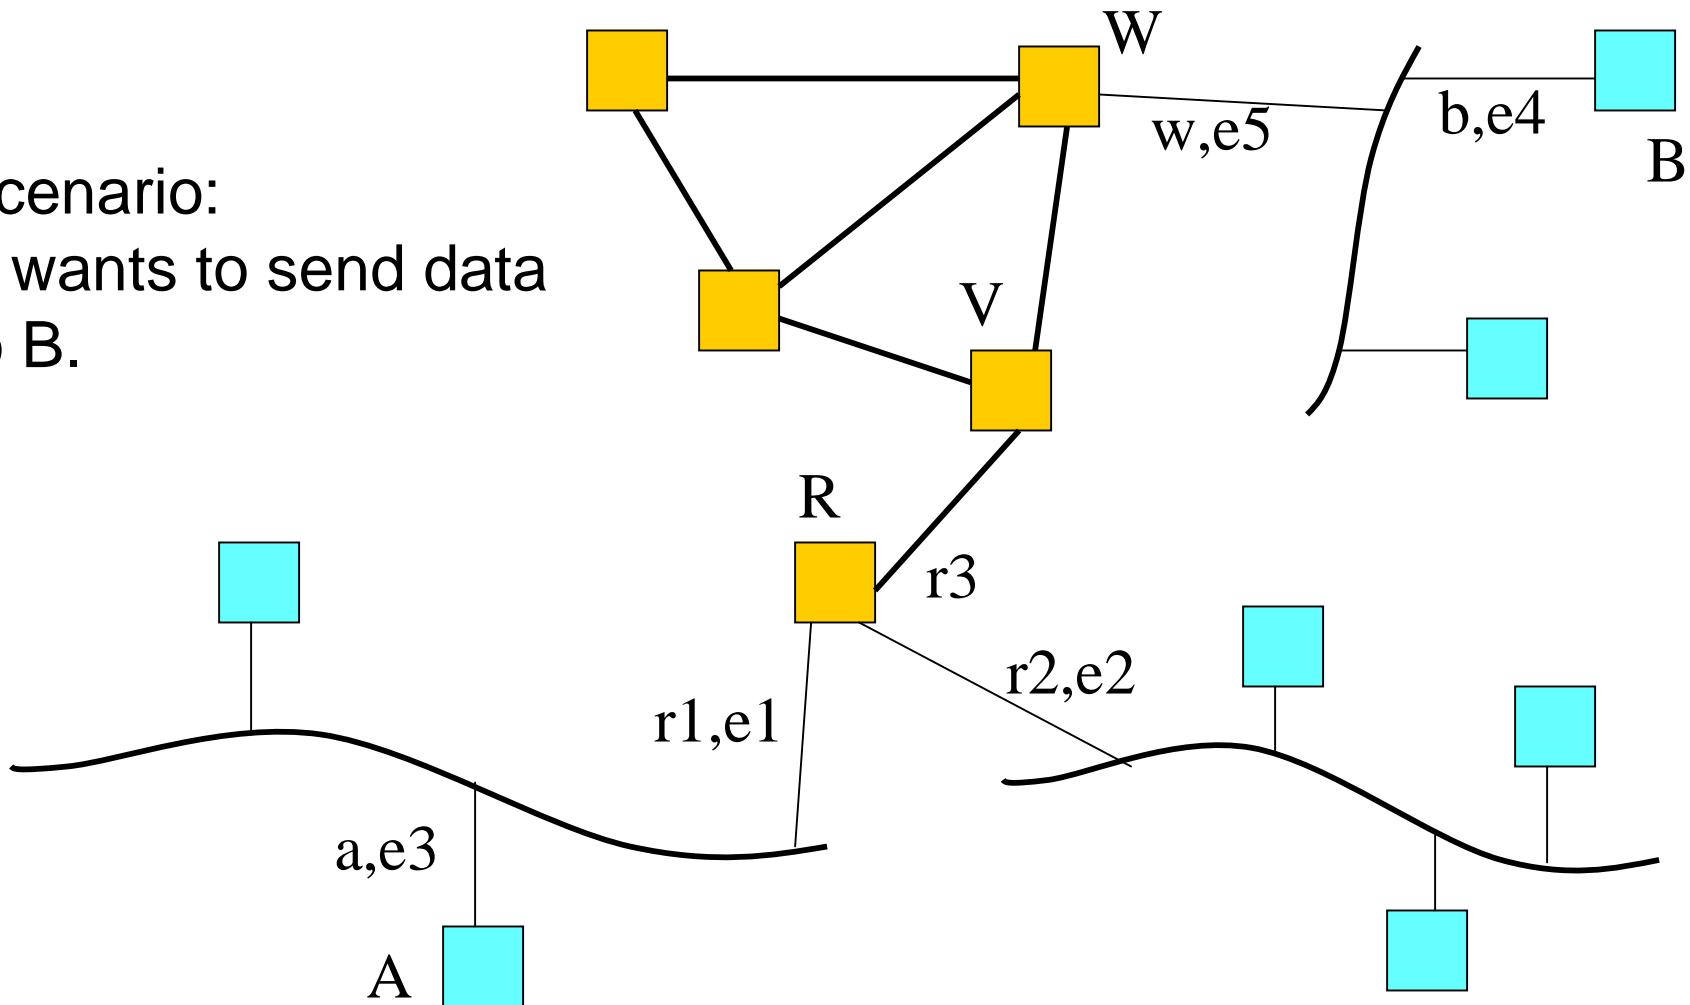 W
w,e5
b,e4
B
cenario:
wants to send data
B.
V
R
r3
r2,e2
r1,e1
a,e3
A